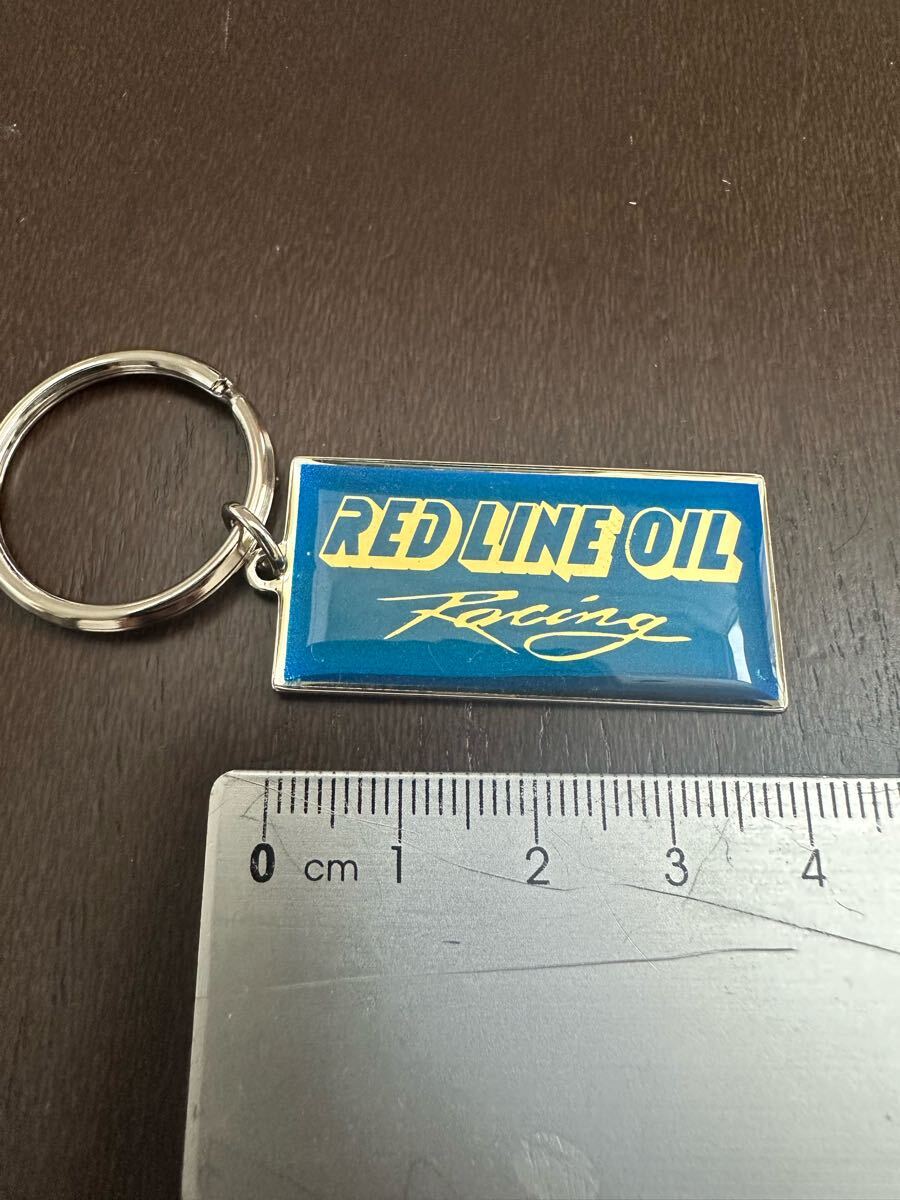 RED LINE OIL
Racing
0 cm 1 2 3 4